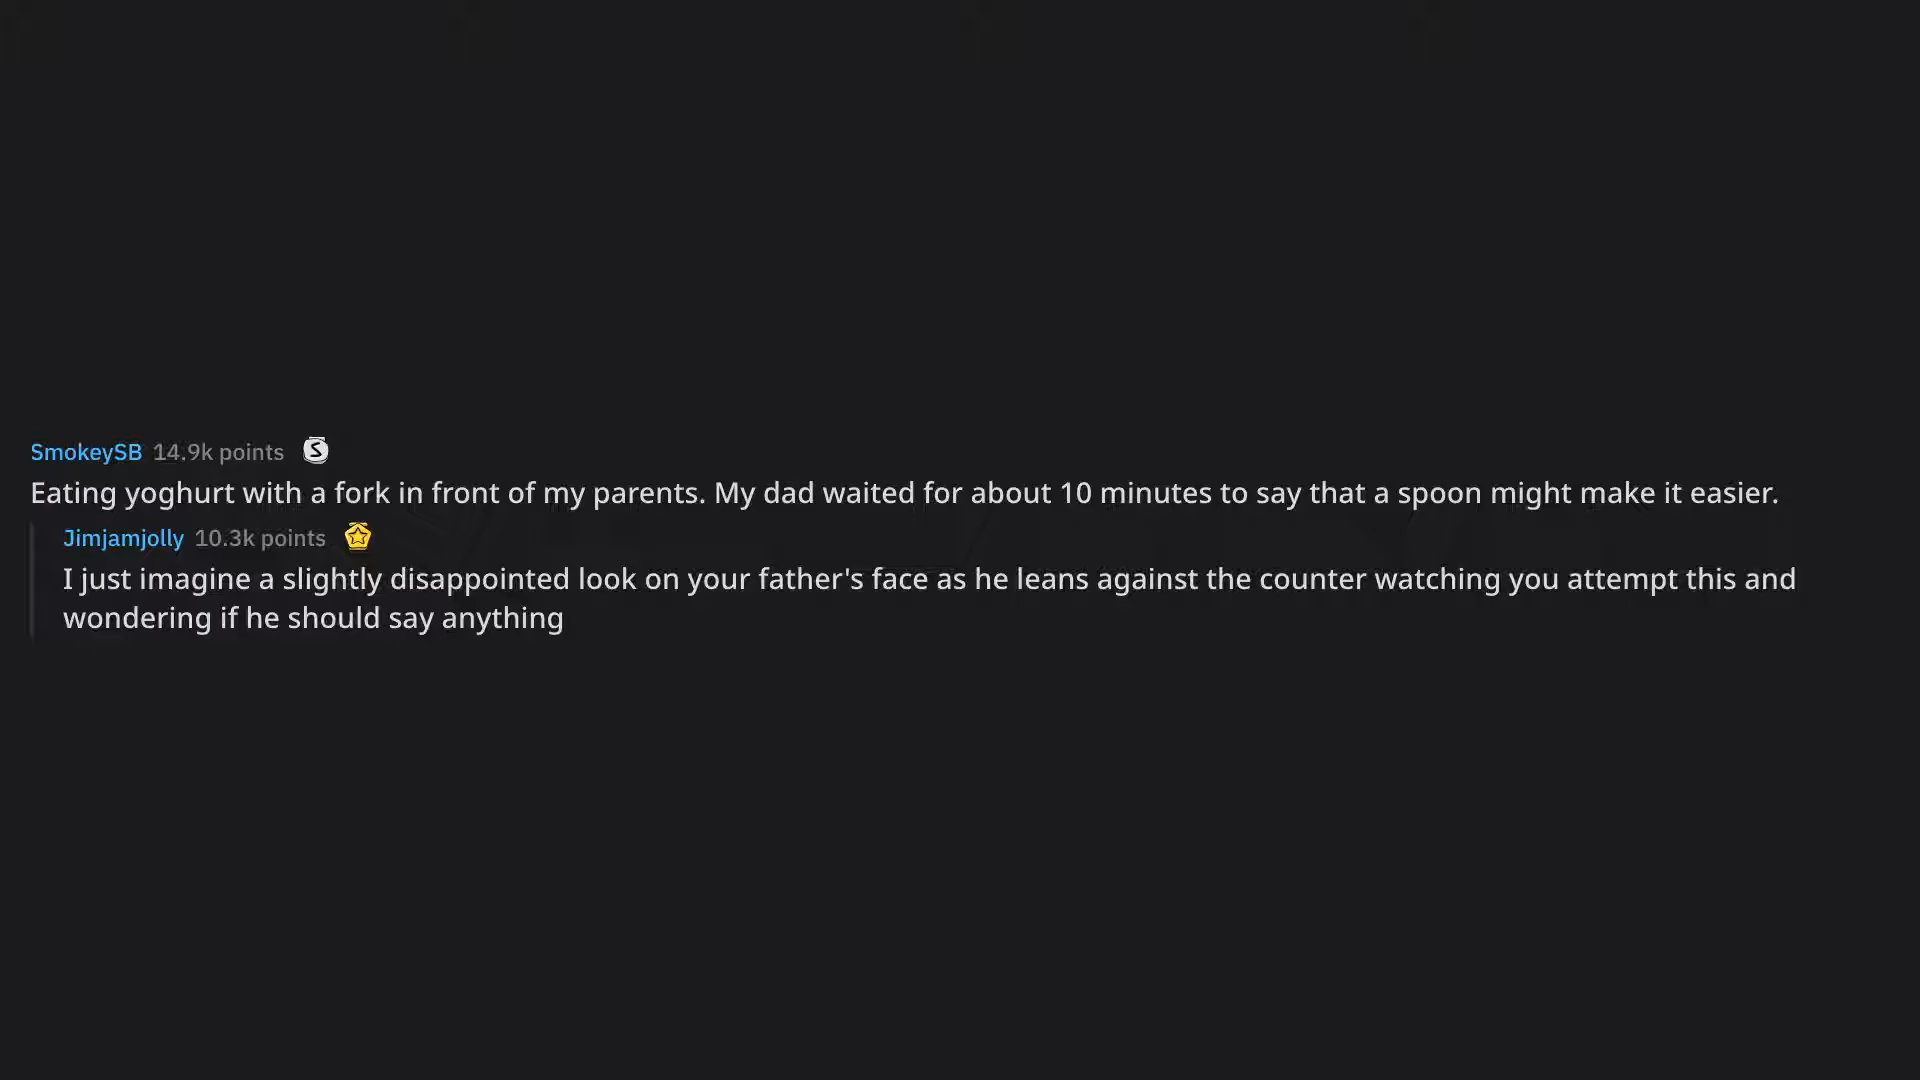 SmokeySB 14.9k points S
Eating yoghurt with a fork in front of my parents. My dad waited for about 10 minutes to say that a spoon might make it easier.
Jimjamjolly 10.3k points
I just imagine a slightly disappointed look on your father's face as he leans against the counter watching you attempt this and
wondering if he should say anything